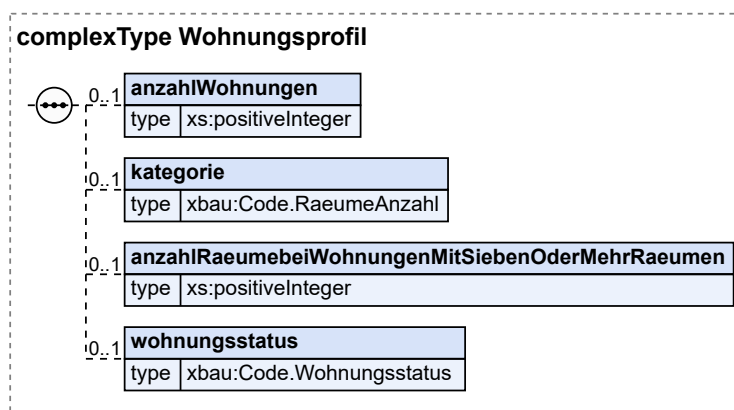 complexType Wohnungsprofil
0..1 anzahlWohnungen
type xs:positiveInteger
0..1 kategorie
type xbau:Code.RaeumeAnzahl
0..1 anzahlRaeumebeiWohnungenMitSiebenOderMehrRaeumen
type xs:positiveInteger
0..1 wohnungsstatus
type xbau:Code.Wohnungsstatus